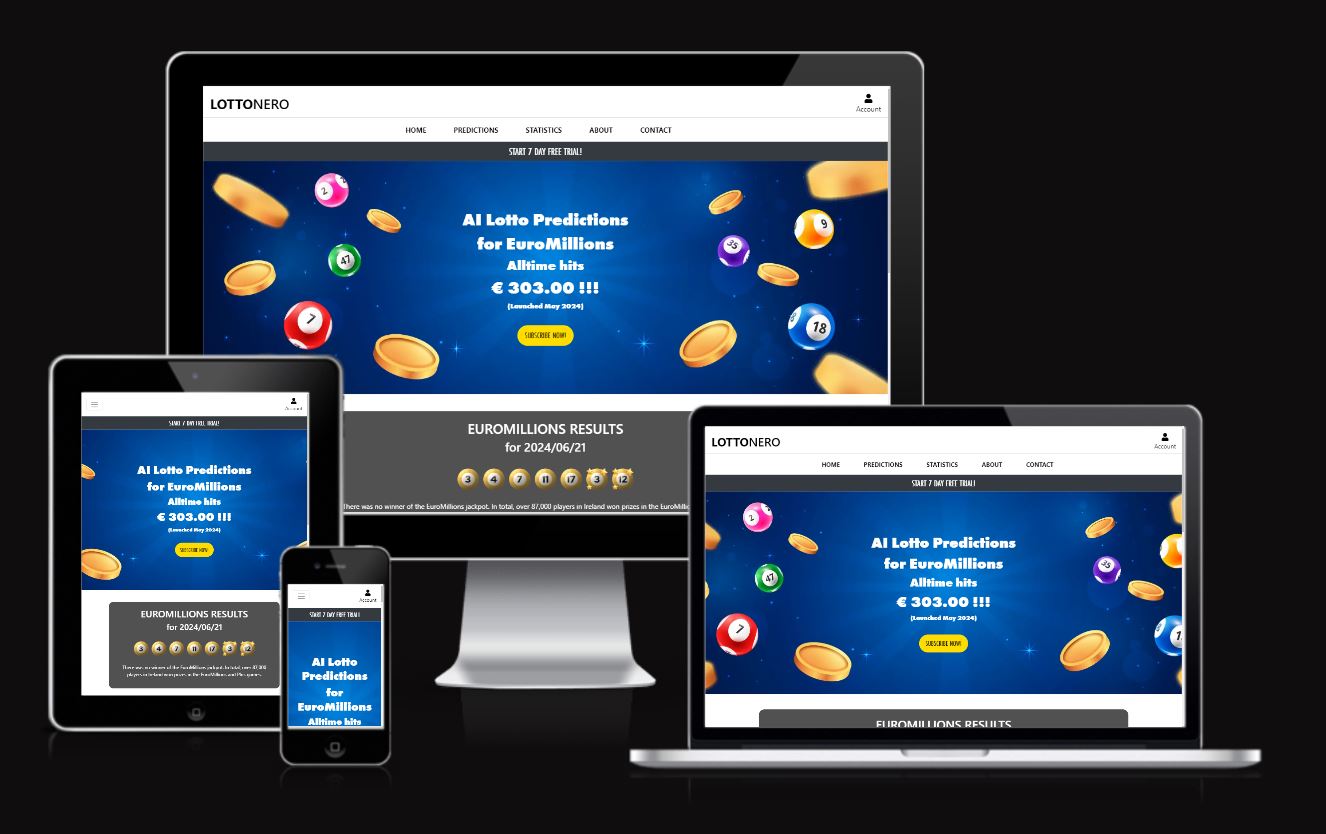 LOTTONERO
Account
HOME PREDICTIONS STATISTICS ABOUT CONTACT
START 7 DAY FREE TRIAL!
AI Lotto Predictions
for EuroMillions
Alltime hits
€ 303.00 !!!
(Launched May 2024)
SUBSCRIBE NOW!
2
47
7
35
9
18
EUROMILLIONS RESULTS
for 2024/06/21
3 4 7 11 17 3 12
There was no winner of the EuroMillions jackpot. In total, over 87,000 players in Ireland won prizes in the
Account
START 7 DAY FREE TRIAL!
AI Lotto Predictions
for EuroMillions
Alltime hits
€ 303.00 !!!
(Launched May 2024)
SUBSCRIBE NOW!
EUROMILLIONS RESULTS
for 2024/06/21
3 4 7 11 17 3 12
There was no winner of the EuroMillions jackpot. In total, over 87,000
players in Ireland won prizes in the EuroMillions and Plus games.
Account
START 7 DAY FREE TRIAL!
AI Lotto
Predictions
for
EuroMillions
Alltime hits
LOTTONERO
Account
HOME PREDICTIONS STATISTICS ABOUT CONTACT
START 7 DAY FREE TRIAL!
AI Lotto Predictions
for EuroMillions
Alltime hits
€ 303.00 !!!
(Launched May 2024)
SUBSCRIBE NOW!
2
47
7
35
EUROMILLIONS RESULTS